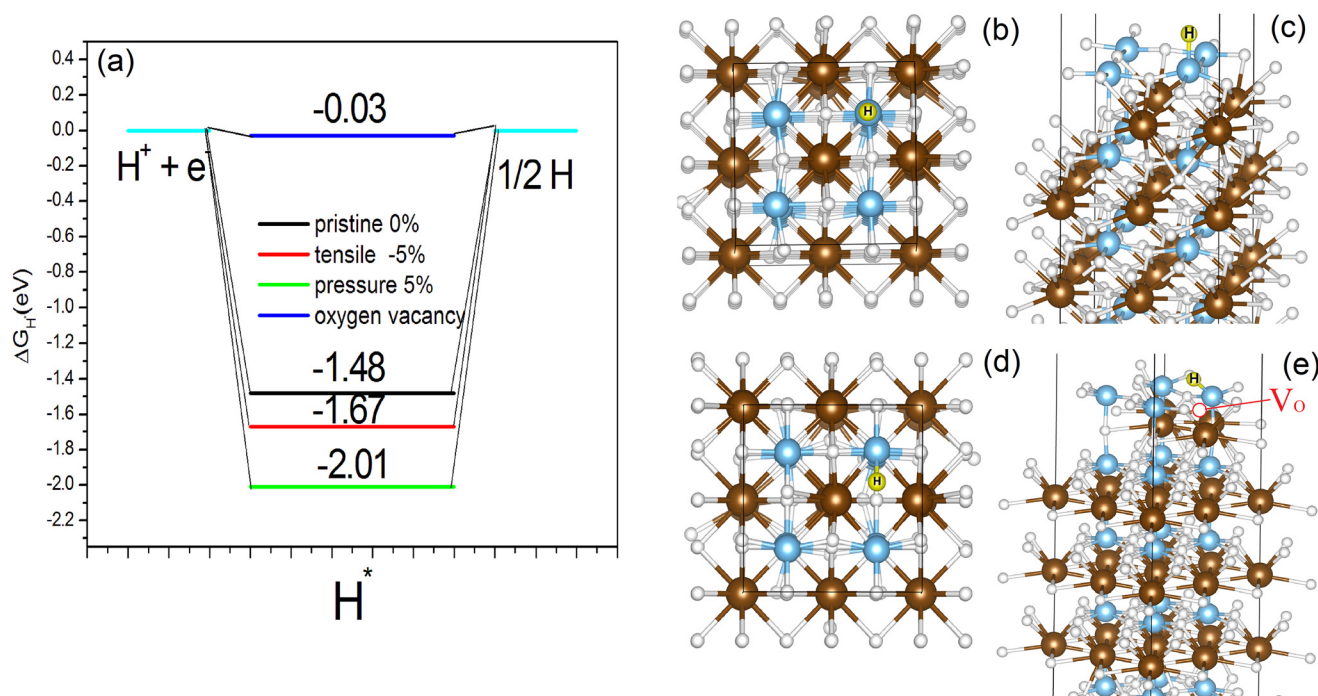 (a)
0.4
0.2
0.0
-0.2
-0.4
-0.6
-0.8
-1.0
-1.2
-1.4
-1.6
-1.8
-2.0
-2.2
ΔG_H*(eV)
-0.03
H⁺ + e⁻
1/2 H
pristine 0%
tensile -5%
pressure 5%
oxygen vacancy
-1.48
-1.67
-2.01
H*
(b)
H
(c)
H
(d)
H
(e)
H
V_O